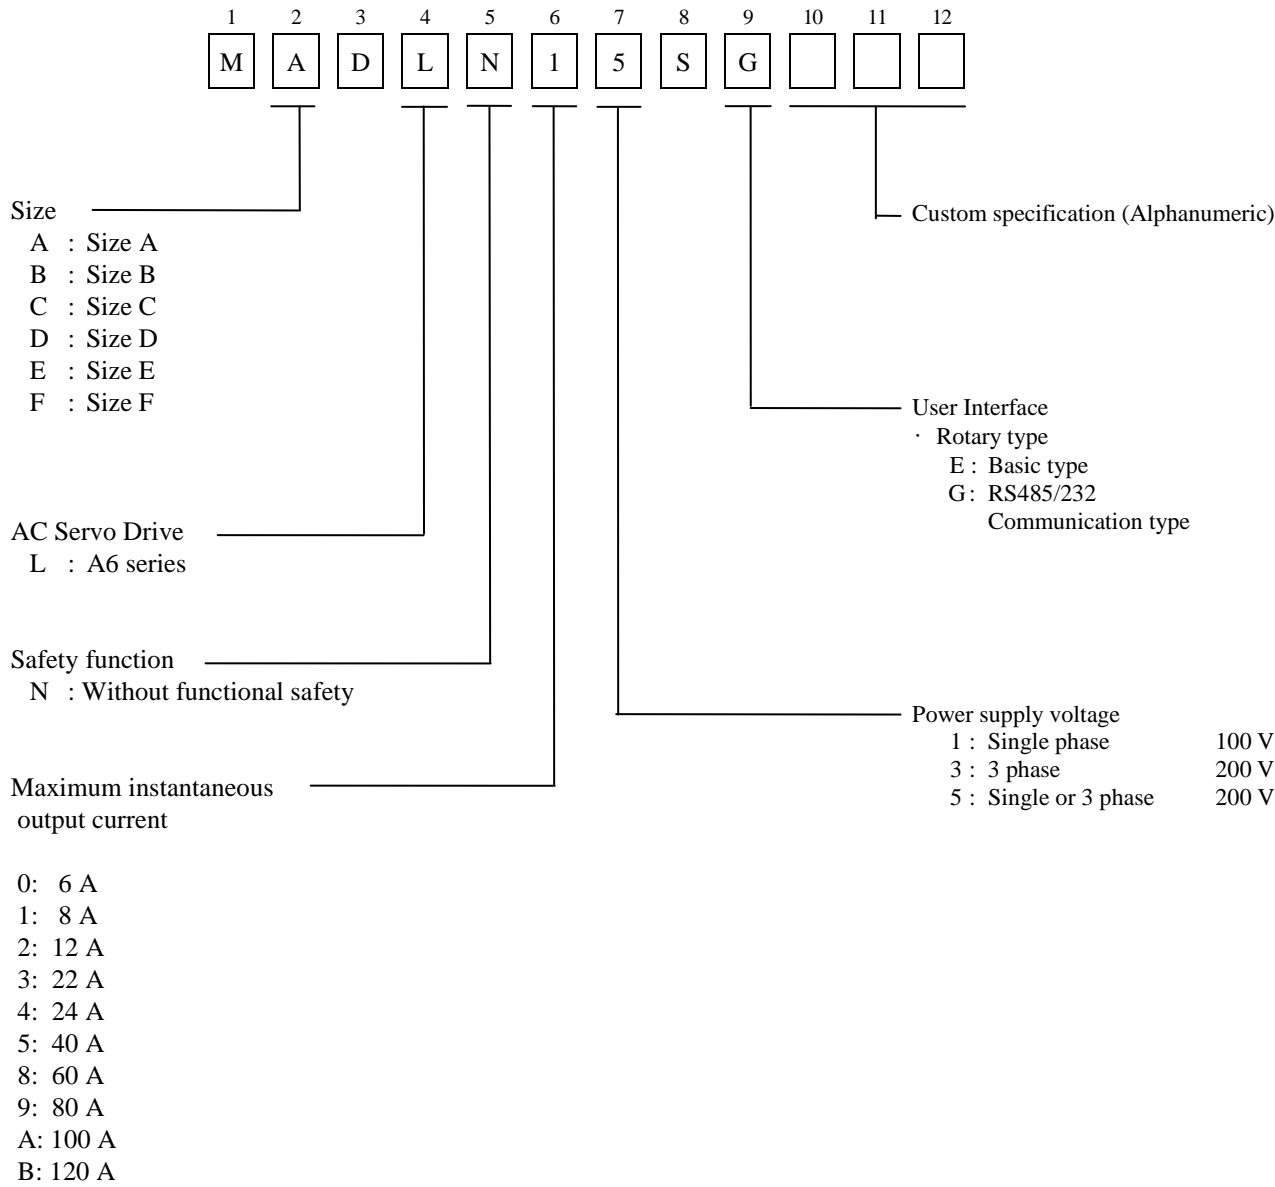 1 2 3 4 5 6 7 8 9 10 11 12
M A D L N 1 5 S G
Size
A : Size A
B : Size B
C : Size C
D : Size D
E : Size E
F : Size F
AC Servo Drive
L : A6 series
Safety function
N : Without functional safety
Maximum instantaneous
output current
0: 6 A
1: 8 A
2: 12 A
3: 22 A
4: 24 A
5: 40 A
8: 60 A
9: 80 A
A: 100 A
B: 120 A
Custom specification (Alphanumeric)
User Interface
· Rotary type
E : Basic type
G : RS485/232
Communication type
Power supply voltage
1 : Single phase 100 V
3 : 3 phase 200 V
5 : Single or 3 phase 200 V